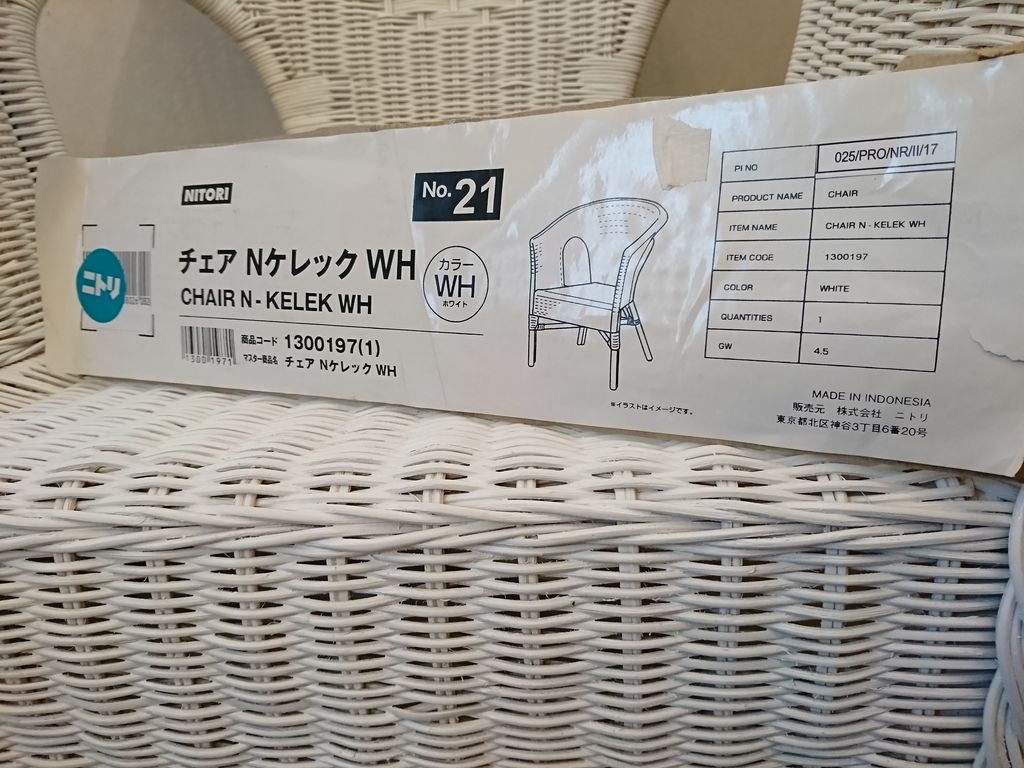 NITORI
No. 21
ニトリ
チェア Nケレック WH
CHAIR N - KELEK WH
カラー
WH
ホワイト
1300 1971
商品コード 1300197(1)
マスター商品名 チェア Nケレック WH
※イラストはイメージです。
PI NO 025/PRO/NR/II/17
PRODUCT NAME CHAIR
ITEM NAME CHAIR N - KELEK WH
ITEM CODE 1300197
COLOR WHITE
QUANTITIES 1
GW 4.5
MADE IN INDONESIA
販売元 株式会社 ニトリ
東京都北区神谷3丁目6番20号